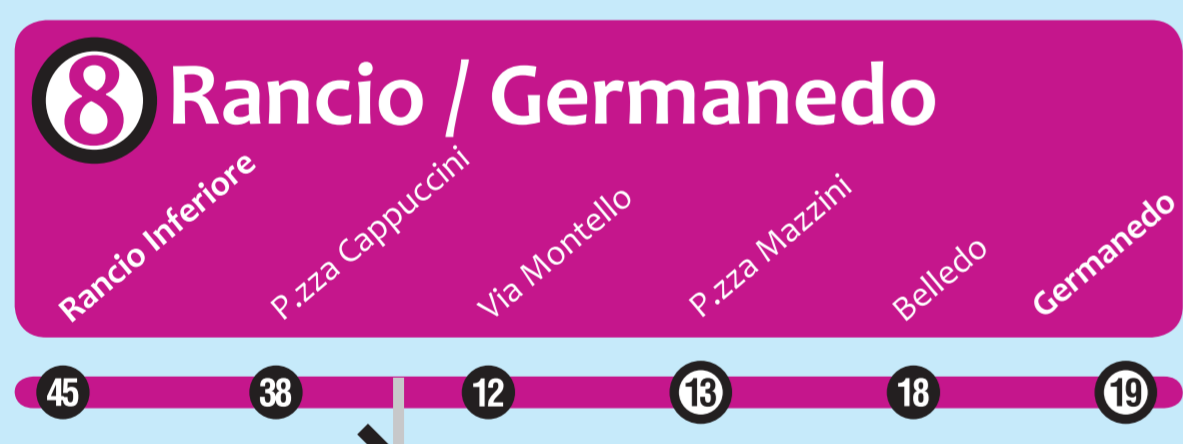 8 Rancio / Germanedo
Rancio Inferiore
P.zza Cappuccini
Via Montello
P.zza Mazzini
Belledo
Germanedo
45 38 12 13 18 19